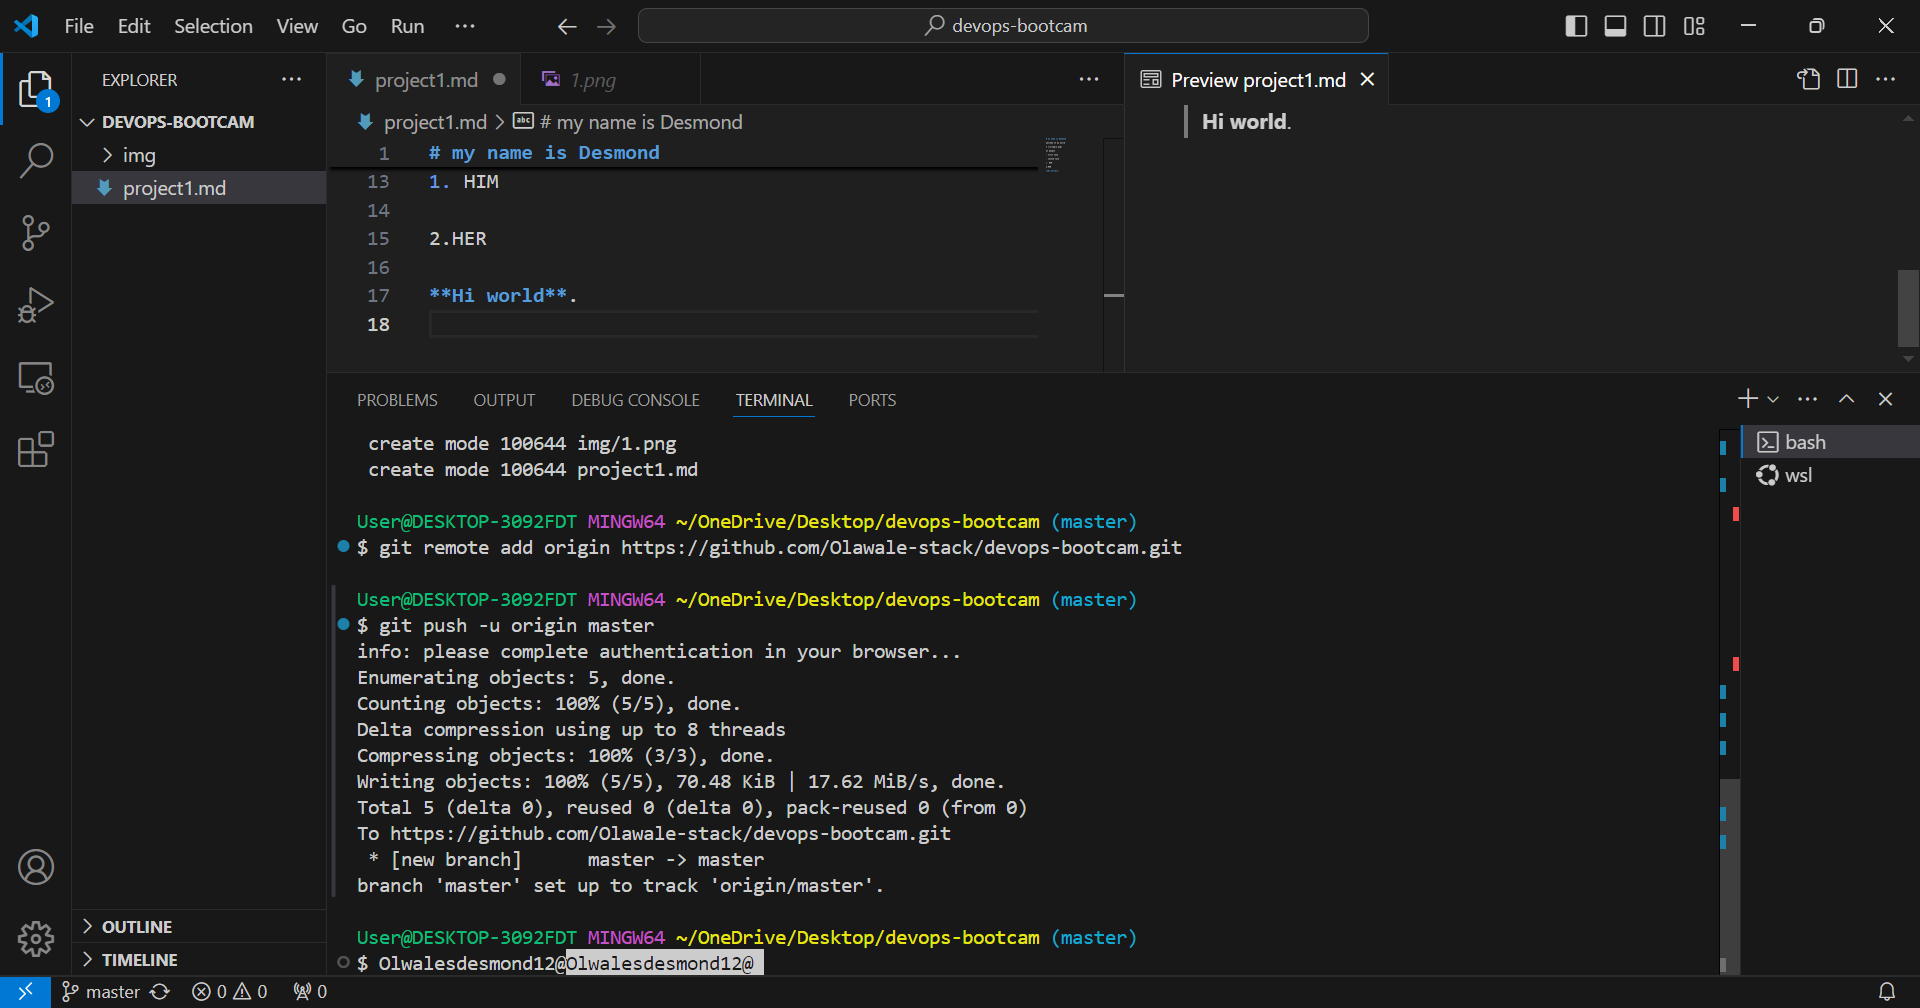 File Edit Selection View Go Run ··· devops-bootcam
EXPLORER ···
1
DEVOPS-BOOTCAM
img
project1.md
OUTLINE
TIMELINE
project1.md 1.png ···
project1.md > # my name is Desmond
1 # my name is Desmond
13 1. HIM
14
15 2.HER
16
17 **Hi world**.
18
Preview project1.md ···
Hi world.
PROBLEMS OUTPUT DEBUG CONSOLE TERMINAL PORTS ···
create mode 100644 img/1.png
create mode 100644 project1.md
User@DESKTOP-3092FDT MINGW64 ~/OneDrive/Desktop/devops-bootcam (master)
$ git remote add origin https://github.com/Olawale-stack/devops-bootcam.git
User@DESKTOP-3092FDT MINGW64 ~/OneDrive/Desktop/devops-bootcam (master)
$ git push -u origin master
info: please complete authentication in your browser...
Enumerating objects: 5, done.
Counting objects: 100% (5/5), done.
Delta compression using up to 8 threads
Compressing objects: 100% (3/3), done.
Writing objects: 100% (5/5), 70.48 KiB | 17.62 MiB/s, done.
Total 5 (delta 0), reused 0 (delta 0), pack-reused 0 (from 0)
To https://github.com/Olawale-stack/devops-bootcam.git
* [new branch]      master -> master
branch 'master' set up to track 'origin/master'.
User@DESKTOP-3092FDT MINGW64 ~/OneDrive/Desktop/devops-bootcam (master)
$ Olwalesdesmond12@Olwalesdesmond12@
bash
wsl
master 0 0 0